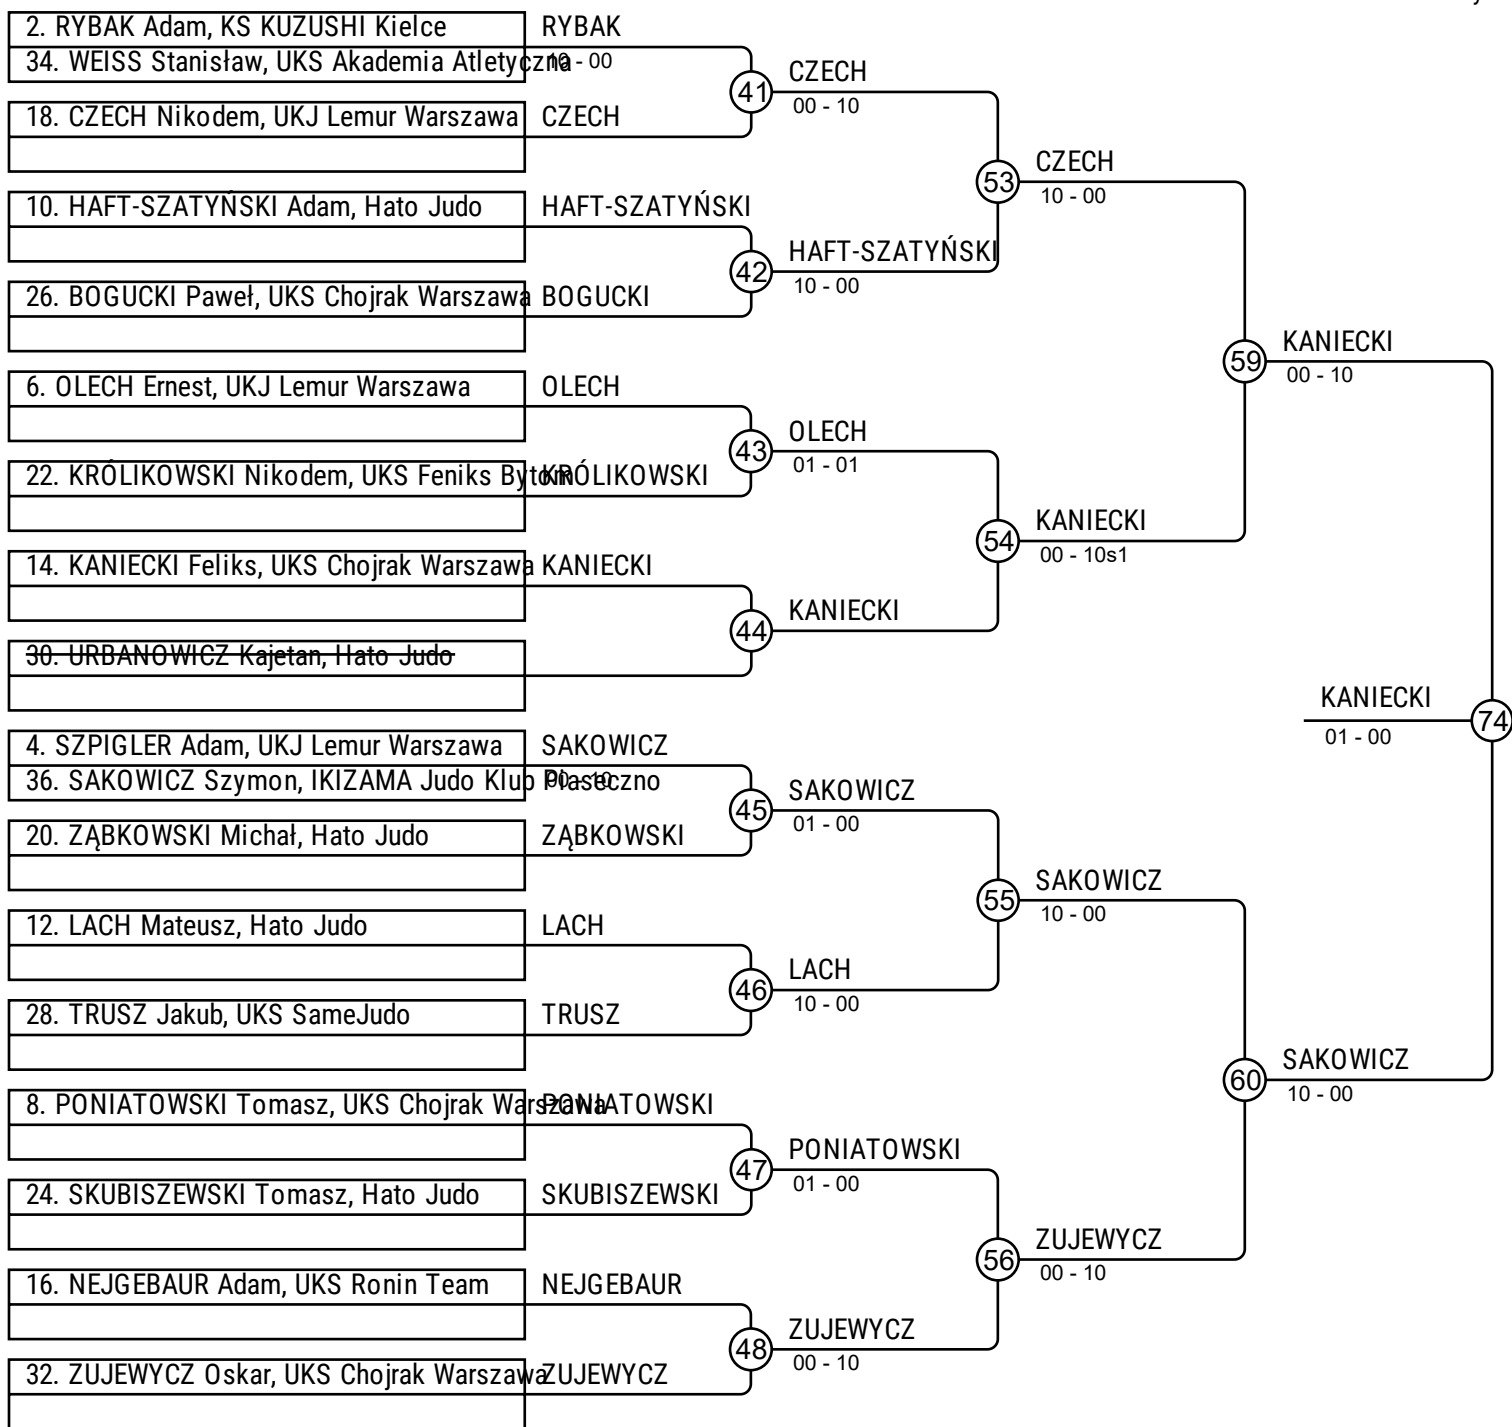 2. RYBAK Adam, KS KUZUSHI Kielce
RYBAK
34. WEISS Stanisław, UKS Akademia Atletyczna
10 - 00
18. CZECH Nikodem, UKJ Lemur Warszawa
CZECH
41
CZECH
00 - 10
10. HAFT-SZATYŃSKI Adam, Hato Judo
HAFT-SZATYŃSKI
26. BOGUCKI Paweł, UKS Chojrak Warszawa
BOGUCKI
42
HAFT-SZATYŃSKI
10 - 00
53
CZECH
10 - 00
6. OLECH Ernest, UKJ Lemur Warszawa
OLECH
22. KRÓLIKOWSKI Nikodem, UKS Feniks Bytom
KRÓLIKOWSKI
43
OLECH
01 - 01
14. KANIECKI Feliks, UKS Chojrak Warszawa
KANIECKI
30. URBANOWICZ Kajetan, Hato Judo
44
KANIECKI
54
KANIECKI
00 - 10s1
59
KANIECKI
00 - 10
4. SZPIGLER Adam, UKJ Lemur Warszawa
SAKOWICZ
36. SAKOWICZ Szymon, IKIZAMA Judo Klub Piaseczno
00 - 10
20. ZĄBKOWSKI Michał, Hato Judo
ZĄBKOWSKI
45
SAKOWICZ
01 - 00
12. LACH Mateusz, Hato Judo
LACH
28. TRUSZ Jakub, UKS SameJudo
TRUSZ
46
LACH
10 - 00
55
SAKOWICZ
10 - 00
8. PONIATOWSKI Tomasz, UKS Chojrak Warszawa
PONIATOWSKI
24. SKUBISZEWSKI Tomasz, Hato Judo
SKUBISZEWSKI
47
PONIATOWSKI
01 - 00
16. NEJGEBAUR Adam, UKS Ronin Team
NEJGEBAUR
32. ZUJEWYCZ Oskar, UKS Chojrak Warszawa
ZUJEWYCZ
48
ZUJEWYCZ
00 - 10
56
ZUJEWYCZ
00 - 10
60
SAKOWICZ
10 - 00
KANIECKI
01 - 00
74